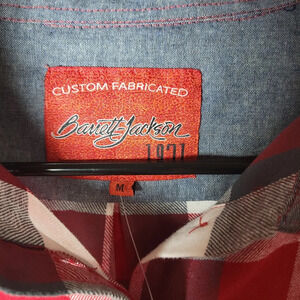 CUSTOM FABRICATED
Barrett-Jackson
1971
M